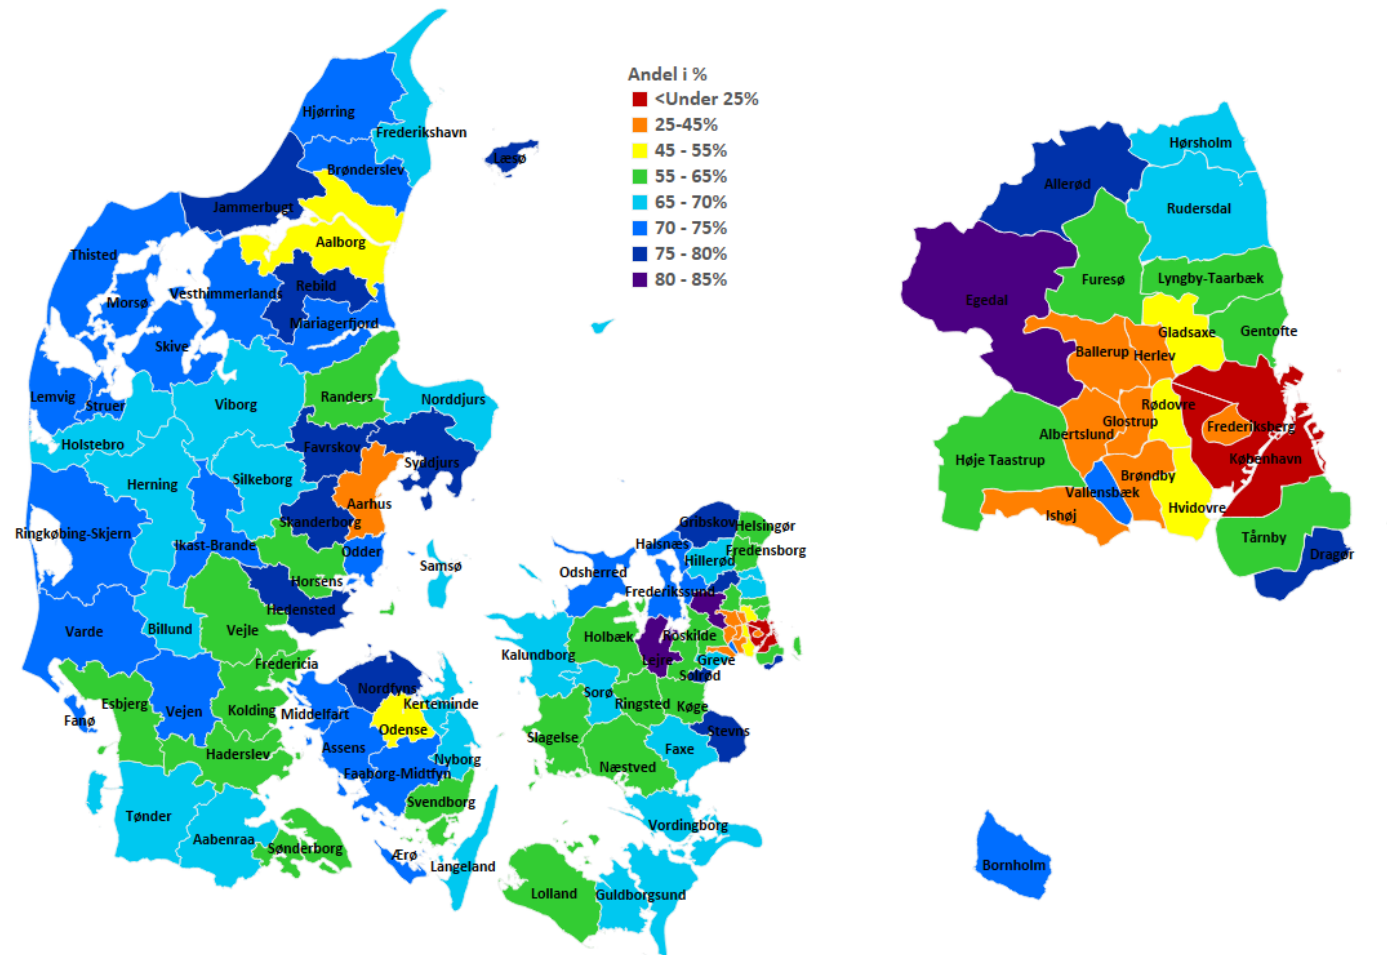 Andel i %
<Under 25%
25-45%
45 - 55%
55 - 65%
65 - 70%
70 - 75%
75 - 80%
80 - 85%
Hjørring
Frederikshavn
Læsø
Brønderslev
Jammerbugt
Aalborg
Thisted
Rebild
Vesthimmerlands
Morsø
Mariagerfjord
Skive
Lemvig
Struer
Viborg
Randers
Norddjurs
Holstebro
Favrskov
Syddjurs
Herning
Silkeborg
Aarhus
Skanderborg
Ringkøbing-Skjern
Ikast-Brande
Odder
Samsø
Horsens
Hedensted
Varde
Billund
Vejle
Fredericia
Esbjerg
Fanø
Vejen
Kolding
Haderslev
Tønder
Aabenraa
Sønderborg
Nordfyns
Middelfart
Kerteminde
Odense
Assens
Nyborg
Faaborg-Midtfyn
Svendborg
Ærø
Langeland
Gribskov
Helsingør
Halsnæs
Fredensborg
Hillerød
Odsherred
Frederikssund
Holbæk
Roskilde
Kalundborg
Lejre
Greve
Solrød
Sorø
Ringsted
Køge
Stevns
Slagelse
Faxe
Næstved
Vordingborg
Lolland
Guldborgsund
Hørsholm
Allerød
Rudersdal
Furesø
Lyngby-Taarbæk
Egedal
Gladsaxe
Gentofte
Ballerup
Herlev
Rødovre
Glostrup
Frederiksberg
Albertslund
Høje Taastrup
København
Brøndby
Vallensbæk
Hvidovre
Ishøj
Tårnby
Dragør
Bornholm